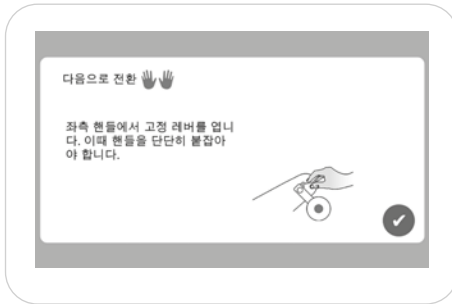 다음으로 전환
좌측 핸들에서 고정 레버를 엽니
다. 이때 핸들을 단단히 붙잡아
야 합니다.